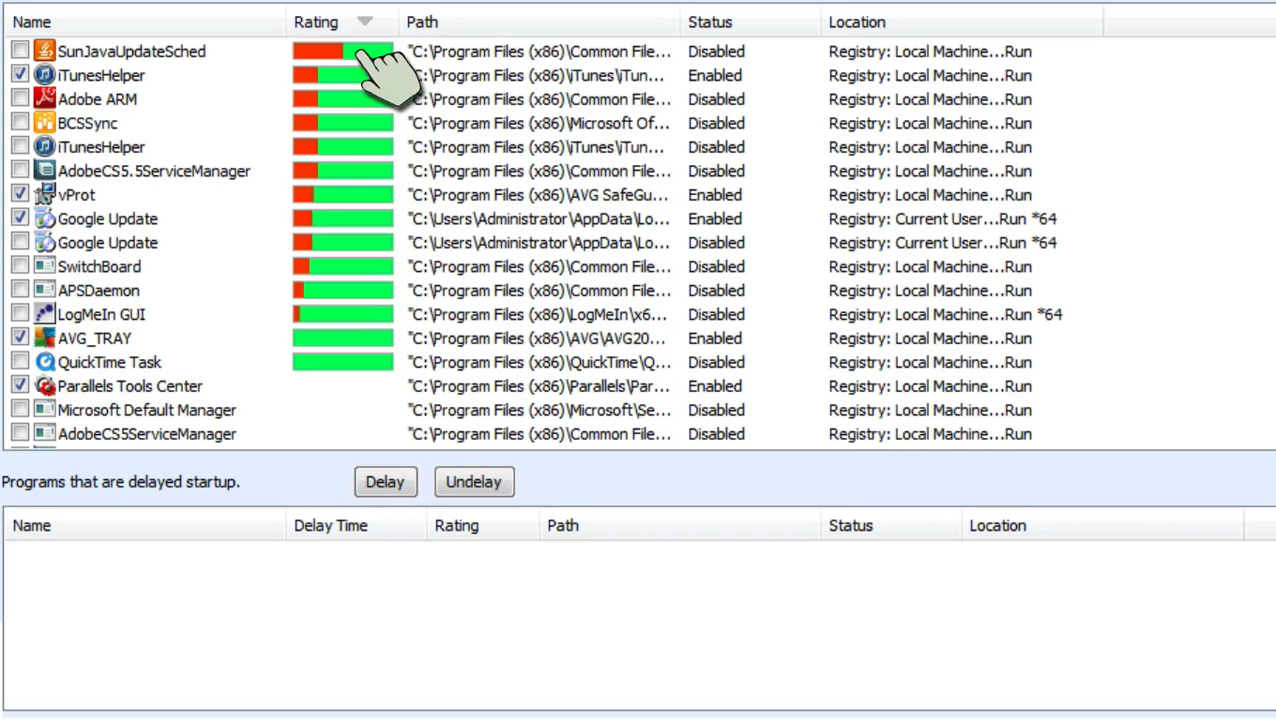 Name Rating Path Status Location
SunJavaUpdateSched "C:\Program Files (x86)\Common File... Disabled Registry: Local Machine...Run
iTunesHelper C:\Program Files (x86)\iTunes\iTun... Enabled Registry: Local Machine...Run
Adobe ARM "C:\Program Files (x86)\Common File... Disabled Registry: Local Machine...Run
BCSSync "C:\Program Files (x86)\Microsoft Of... Disabled Registry: Local Machine...Run
iTunesHelper "C:\Program Files (x86)\iTunes\iTun... Disabled Registry: Local Machine...Run
AdobeCS5.5ServiceManager "C:\Program Files (x86)\Common File... Disabled Registry: Local Machine...Run
vProt "C:\Program Files (x86)\AVG SafeGu... Enabled Registry: Local Machine...Run
Google Update "C:\Users\Administrator\AppData\Lo... Enabled Registry: Current User...Run *64
Google Update "C:\Users\Administrator\AppData\Lo... Disabled Registry: Current User...Run *64
SwitchBoard "C:\Program Files (x86)\Common File... Disabled Registry: Local Machine...Run
APSDaemon "C:\Program Files (x86)\Common File... Disabled Registry: Local Machine...Run
LogMeIn GUI "C:\Program Files (x86)\LogMeIn\x6... Disabled Registry: Local Machine...Run *64
AVG_TRAY "C:\Program Files (x86)\AVG\AVG20... Enabled Registry: Local Machine...Run
QuickTime Task "C:\Program Files (x86)\QuickTime\Q... Disabled Registry: Local Machine...Run
Parallels Tools Center "C:\Program Files (x86)\Parallels\Par... Enabled Registry: Local Machine...Run
Microsoft Default Manager "C:\Program Files (x86)\Microsoft\Se... Disabled Registry: Local Machine...Run
AdobeCS5ServiceManager "C:\Program Files (x86)\Common File... Disabled Registry: Local Machine...Run
Programs that are delayed startup. Delay Undelay
Name Delay Time Rating Path Status Location